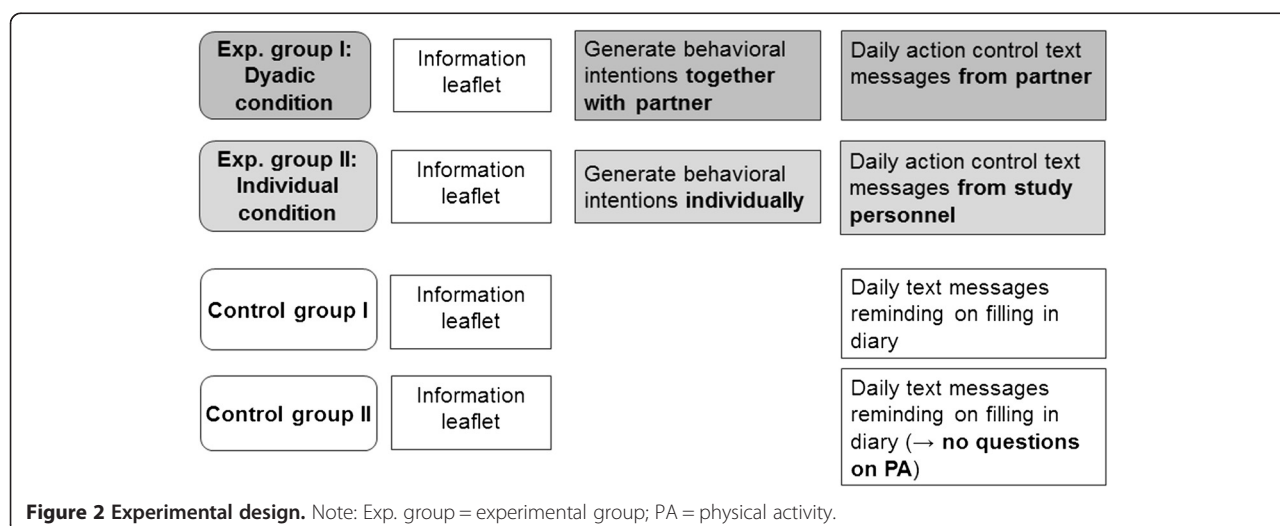 Exp. group I:
Dyadic
condition
Information
leaflet
Generate behavioral
intentions together
with partner
Daily action control text
messages from partner
Exp. group II:
Individual
condition
Information
leaflet
Generate behavioral
intentions individually
Daily action control text
messages from study
personnel
Control group I
Information
leaflet
Daily text messages
reminding on filling in
diary
Control group II
Information
leaflet
Daily text messages
reminding on filling in
diary (→ no questions
on PA)
Figure 2 Experimental design. Note: Exp. group = experimental group; PA = physical activity.